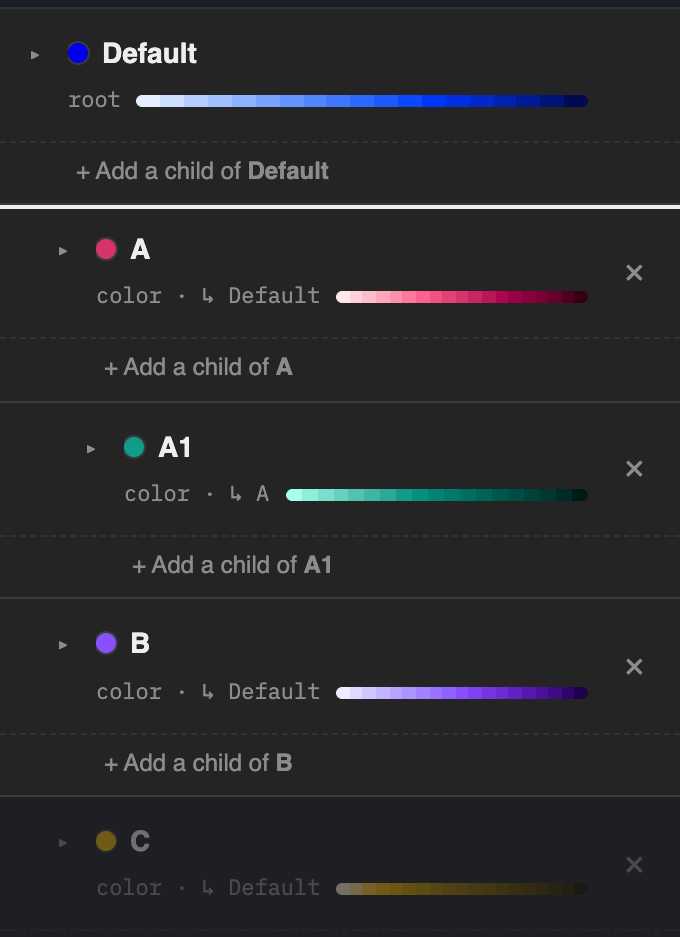 Default
root
+ Add a child of Default
A
color · ↳ Default
+ Add a child of A
A1
color · ↳ A
+ Add a child of A1
B
color · ↳ Default
+ Add a child of B
C
color · ↳ Default